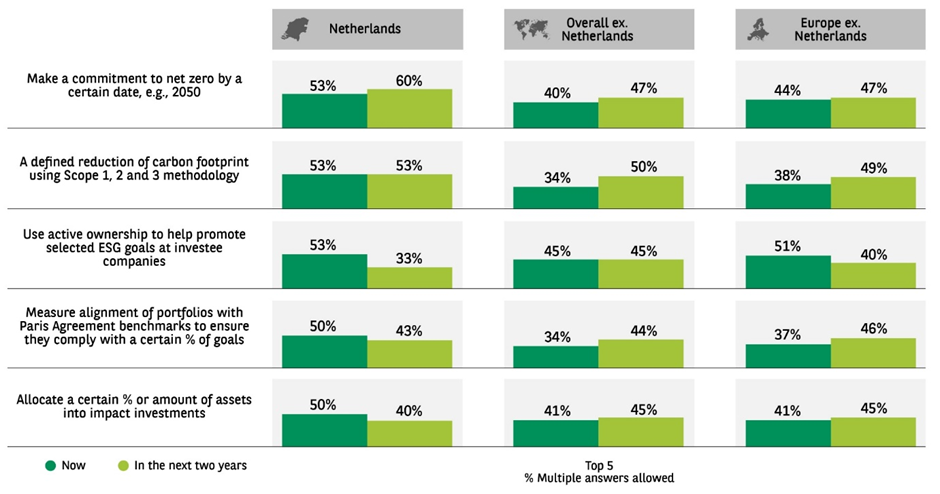 Netherlands
Overall ex.
Netherlands
Europe ex.
Netherlands
Make a commitment to net zero by a
certain date, e.g., 2050
53%
60%
40%
47%
44%
47%
A defined reduction of carbon footprint
using Scope 1, 2 and 3 methodology
53%
53%
34%
50%
38%
49%
Use active ownership to help promote
selected ESG goals at investee
companies
53%
33%
45%
45%
51%
40%
Measure alignment of portfolios with
Paris Agreement benchmarks to ensure
they comply with a certain % of goals
50%
43%
34%
44%
37%
46%
Allocate a certain % or amount of assets
into impact investments
50%
40%
41%
45%
41%
45%
Now
In the next two years
Top 5
% Multiple answers allowed